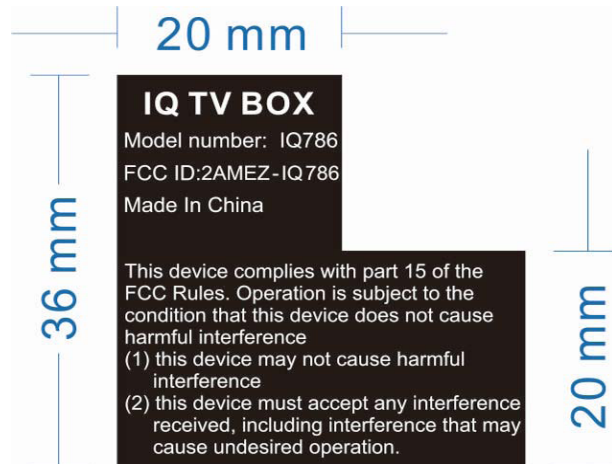 20 mm
36 mm
IQ TV BOX
Model number: IQ786
FCC ID:2AMEZ-IQ786
Made In China
This device complies with part 15 of the
FCC Rules. Operation is subject to the
condition that this device does not cause
harmful interference
(1) this device may not cause harmful
interference
(2) this device must accept any interference
received, including interference that may
cause undesired operation.
20 mm